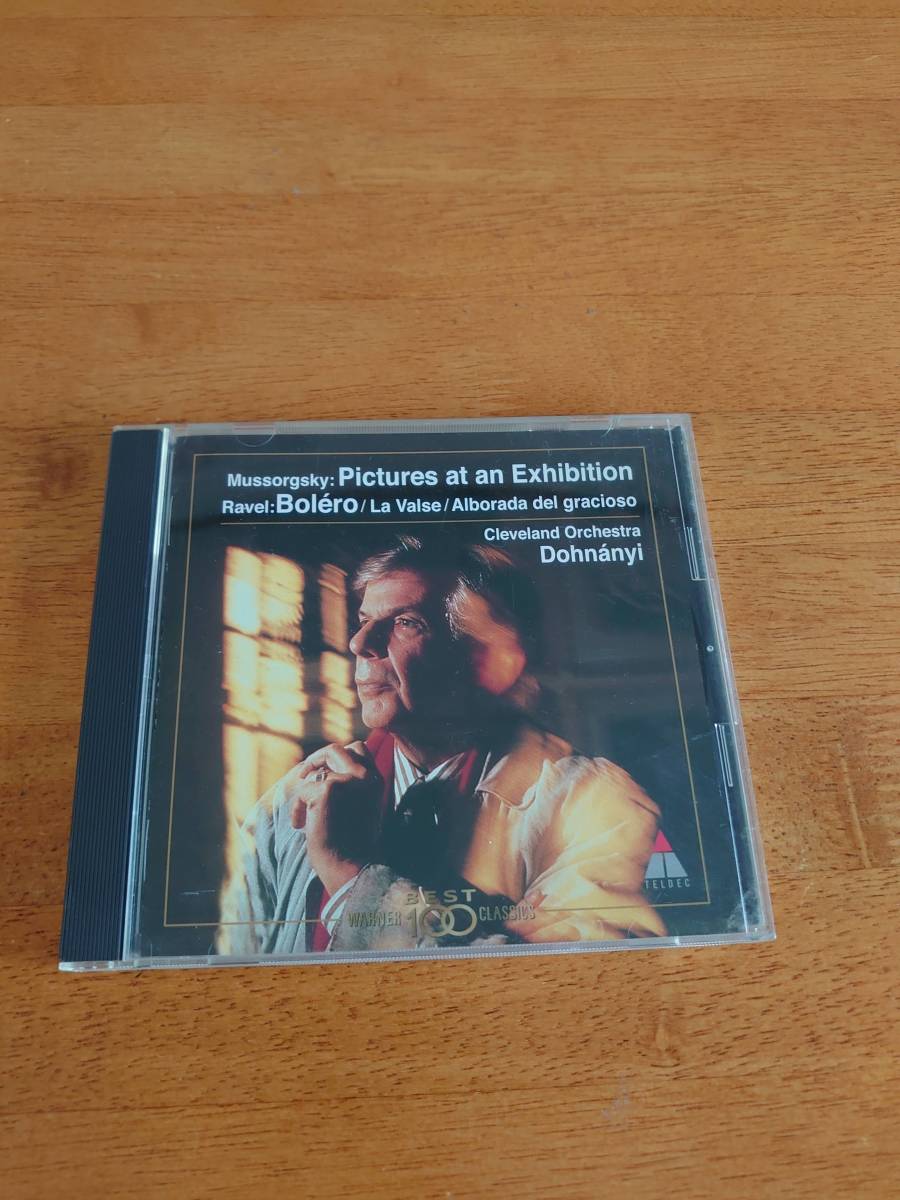 Mussorgsky: Pictures at an Exhibition
Ravel: Boléro / La Valse / Alborada del gracioso
Cleveland Orchestra
Dohnányi
TELDEC
BEST
WARNER 100 CLASSICS